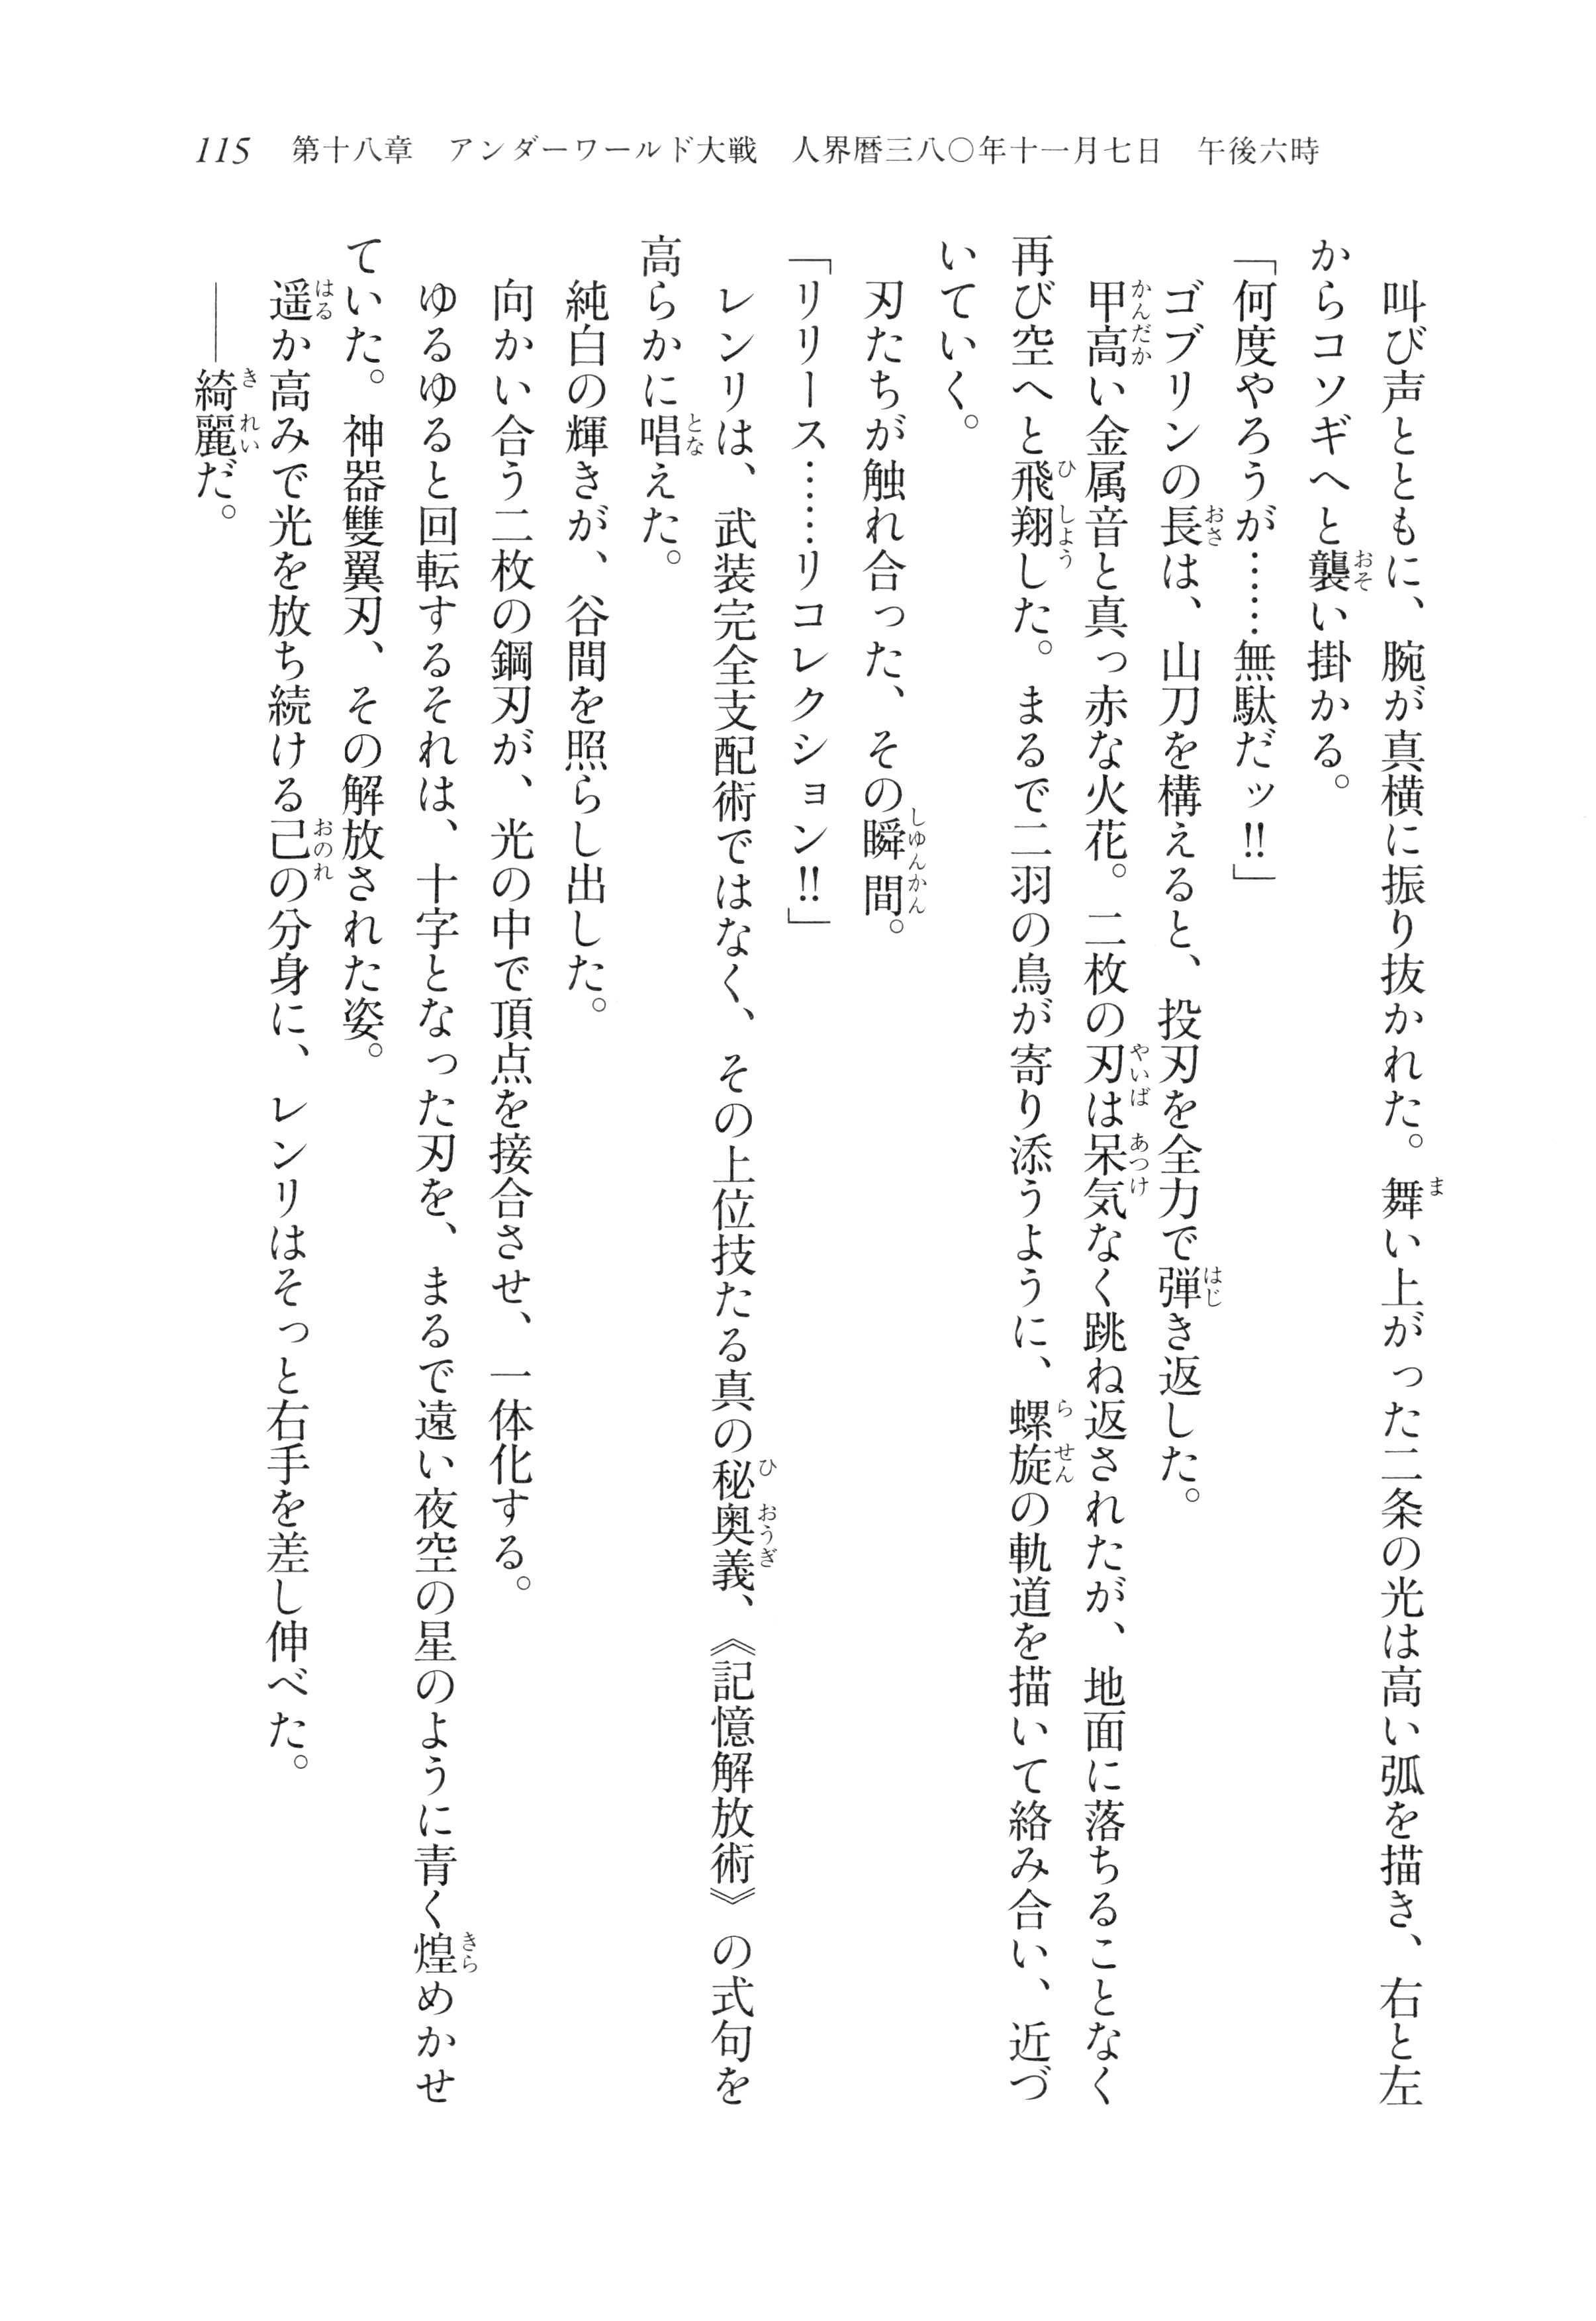 115 第十八章 アンダーワールド大戦 人界暦三八〇年十一月七日 午後六時
叫び声とともに、腕が真横に振り抜かれた。舞い上がった二条の光は高い弧を描き、右と左
からコソギへと襲い掛かる。
「何度やろうが……無駄だッ!!」
ゴブリンの長は、山刀を構えると、投刃を全力で弾き返した。
甲高い金属音と真っ赤な火花。二枚の刃は呆気なく跳ね返されたが、地面に落ちることなく
再び空へと飛翔した。まるで二羽の鳥が寄り添うように、螺旋の軌道を描いて絡み合い、近づ
いていく。
刃たちが触れ合った、その瞬間。
「リリース……リコレクション!!」
レンリは、武装完全支配術ではなく、その上位技たる真の秘奥義、《記憶解放術》の式句を
高らかに唱えた。
純白の輝きが、谷間を照らし出した。
向かい合う二枚の鋼刃が、光の中で頂点を接合させ、一体化する。
ゆるゆると回転するそれは、十字となった刃を、まるで遠い夜空の星のように青く煌めかせ
ていた。神器雙翼刃、その解放された姿。
遥か高みで光を放ち続ける己の分身に、レンリはそっと右手を差し伸べた。
――綺麗だ。